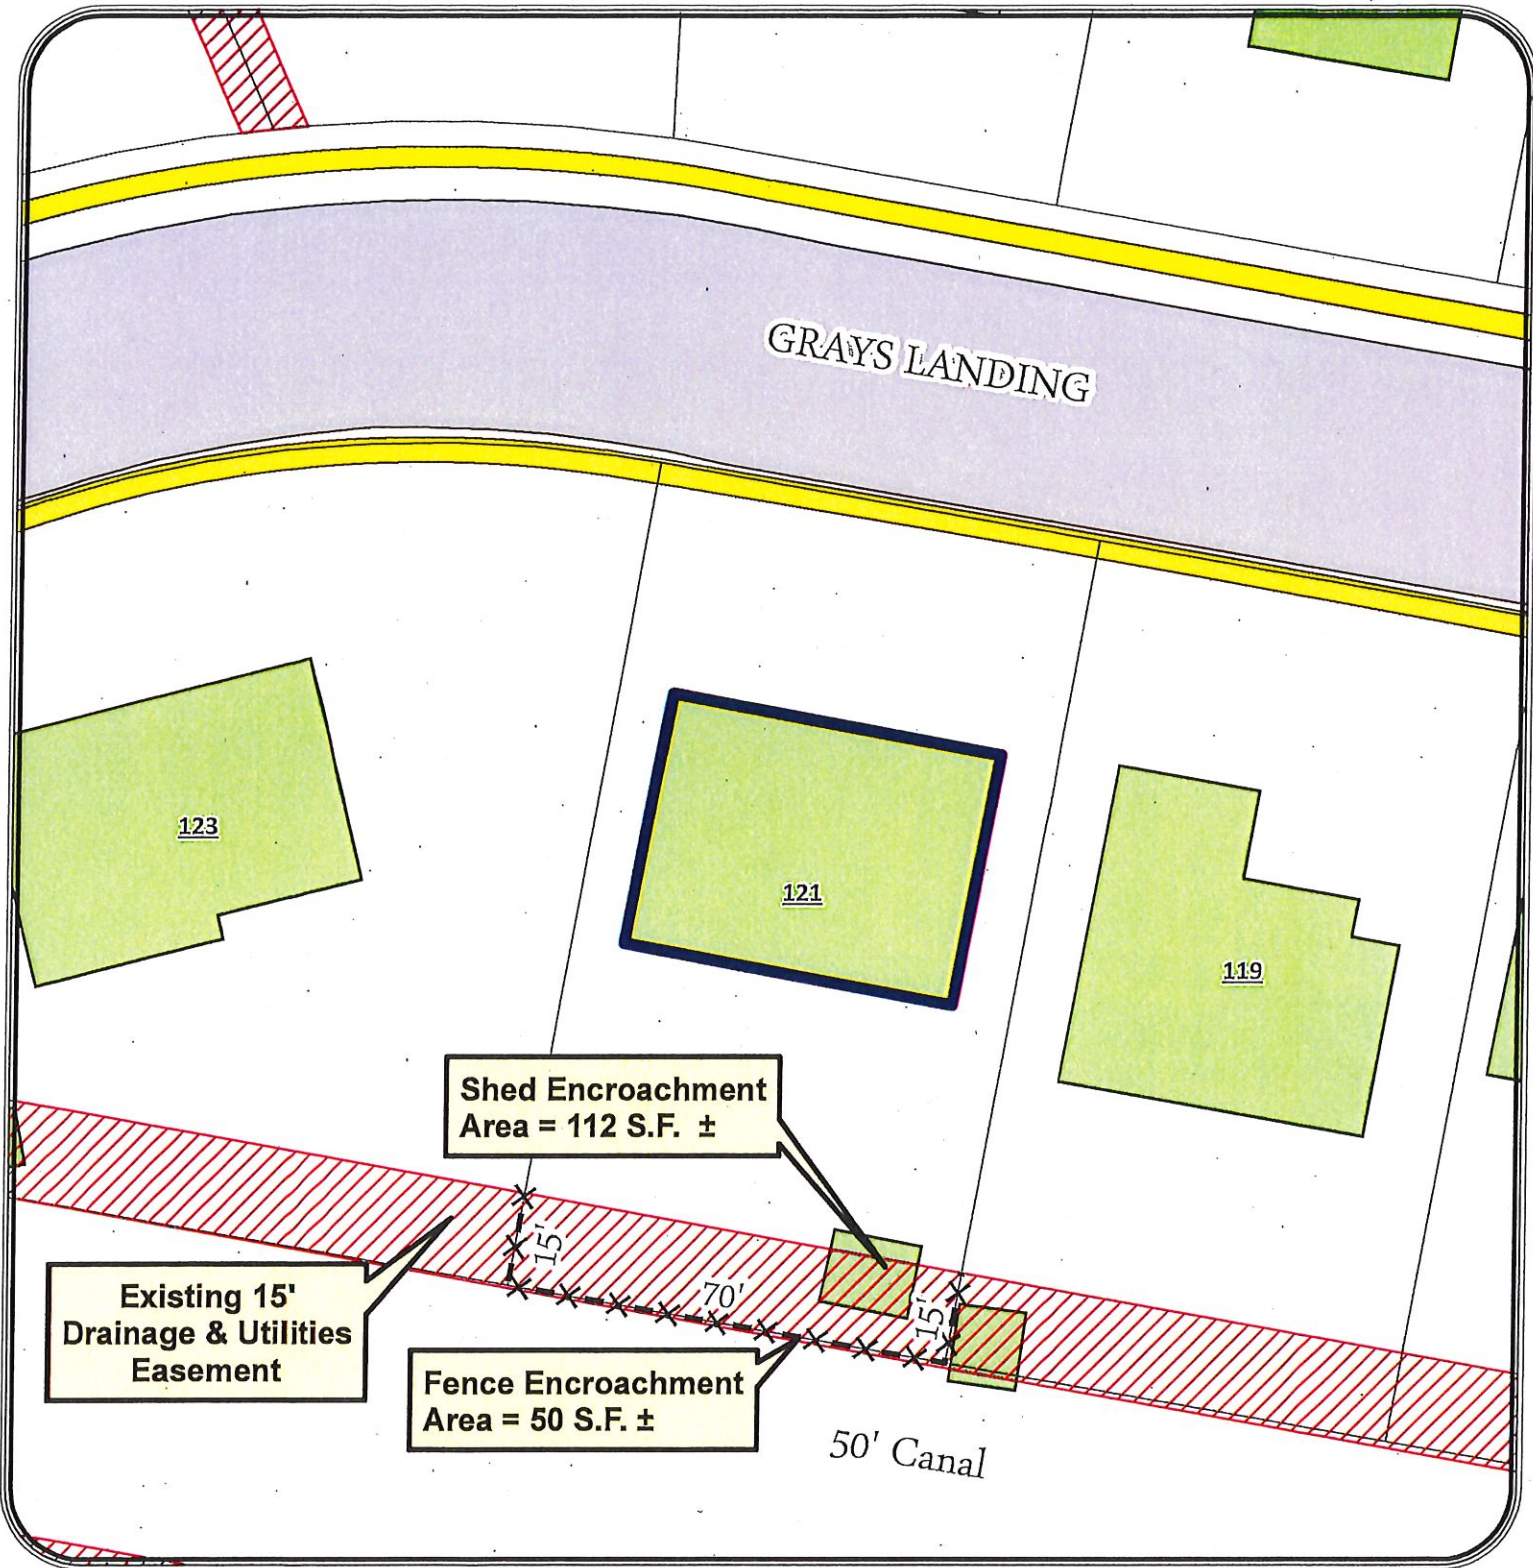 GRAYS LANDING
123
121
119
Shed Encroachment
Area = 112 S.F. ±
15'
70'
15'
Existing 15'
Drainage & Utilities
Easement
Fence Encroachment
Area = 50 S.F. ±
50' Canal